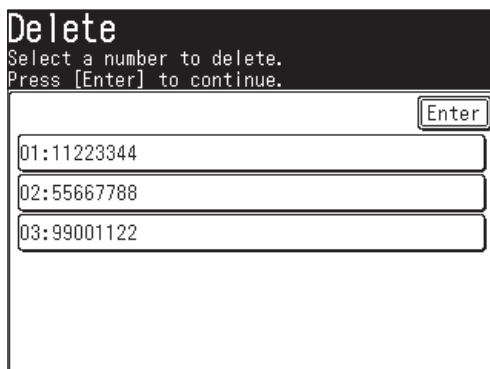 Delete
Select a number to delete.
Press [Enter] to continue.
Enter
01:11223344
02:55667788
03:99001122